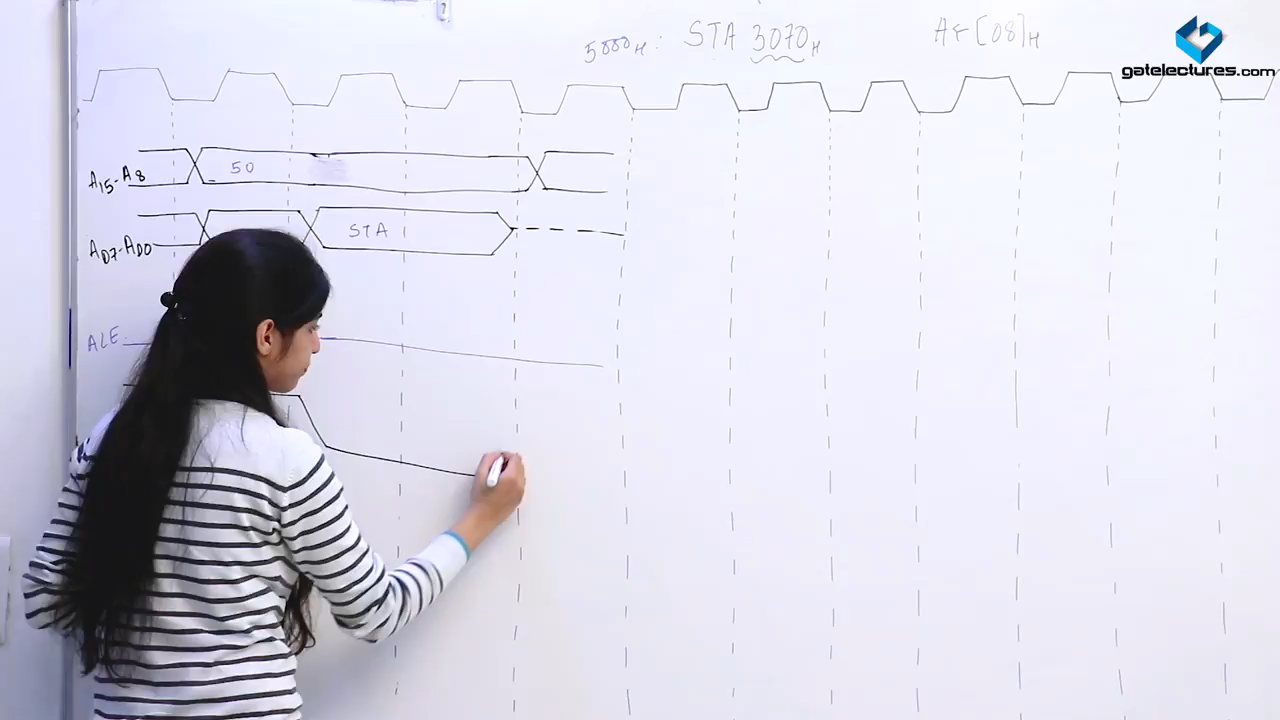 5000H: STA 3070H A←[08]H
gatelectures.com
A15-A8 50
AD7-AD0 STA
ALE